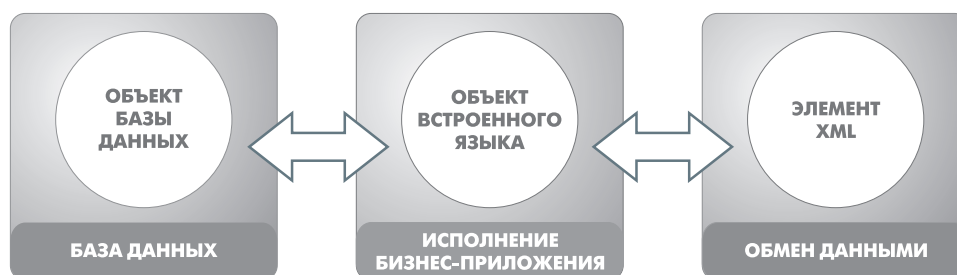 ОБЪЕКТ
БАЗЫ
ДАННЫХ
БАЗА ДАННЫХ
ОБЪЕКТ
ВСТРОЕННОГО
ЯЗЫКА
ИСПОЛНЕНИЕ
БИЗНЕС-ПРИЛОЖЕНИЯ
ЭЛЕМЕНТ
XML
ОБМЕН ДАННЫМИ